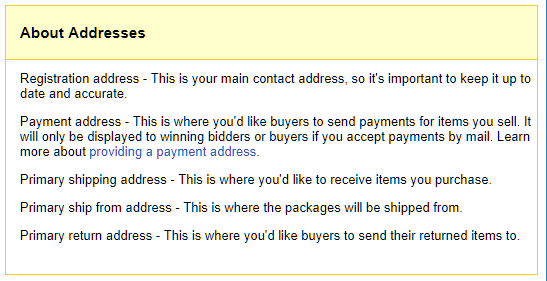 About Addresses
Registration address - This is your main contact address, so it's important to keep it up to
date and accurate.
Payment address - This is where you'd like buyers to send payments for items you sell. It
will only be displayed to winning bidders or buyers if you accept payments by mail. Learn
more about providing a payment address.
Primary shipping address - This is where you'd like to receive items you purchase.
Primary ship from address - This is where the packages will be shipped from.
Primary return address - This is where you'd like buyers to send their returned items to.